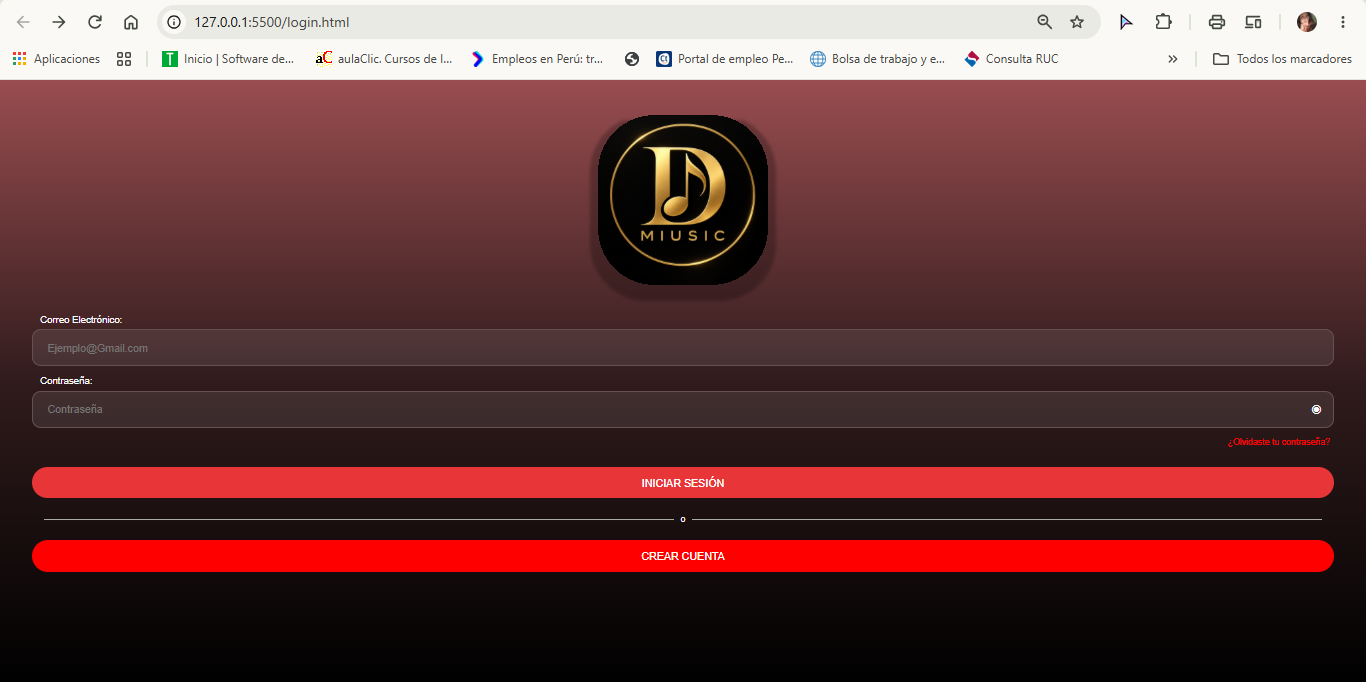 127.0.0.1:5500/login.html
Aplicaciones
Inicio | Software de...
aC aulaClic. Cursos de I...
Empleos en Perú: tr...
Portal de empleo Pe...
Bolsa de trabajo y e...
Consulta RUC
»
Todos los marcadores
D
MIUSIC
Correo Electrónico:
Ejemplo@Gmail.com
Contraseña:
Contraseña
¿Olvidaste tu contraseña?
INICIAR SESIÓN
o
CREAR CUENTA